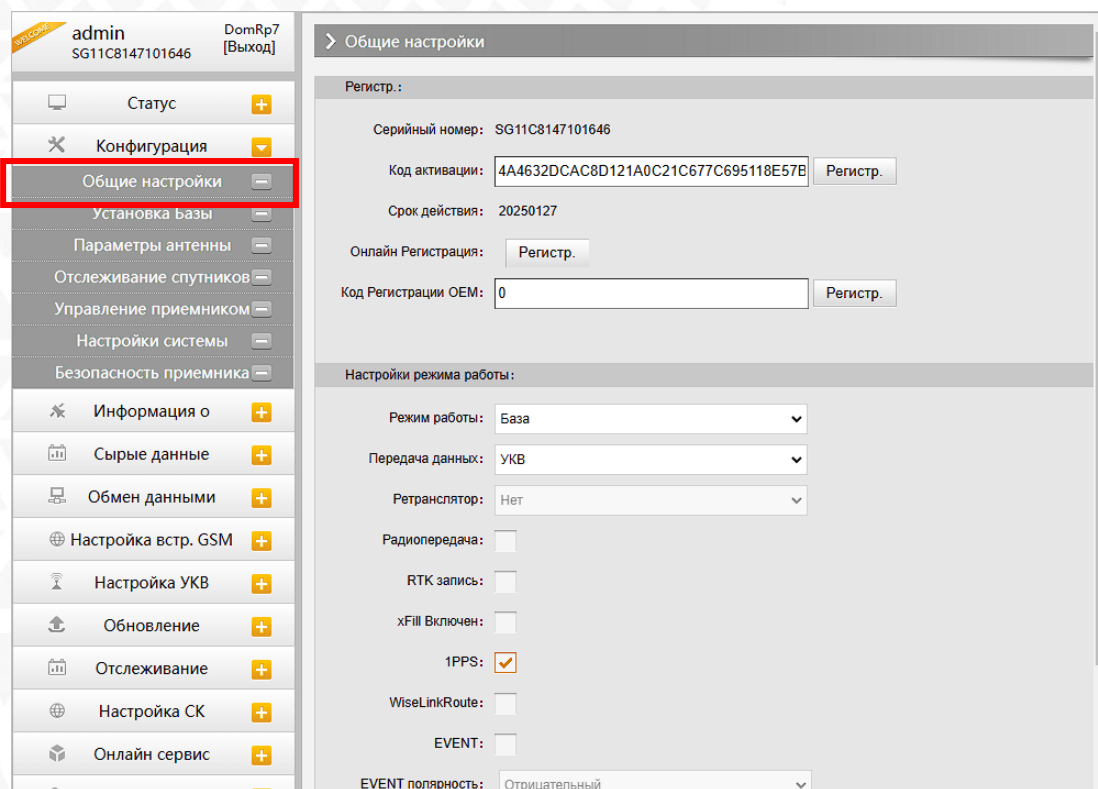 WELCOME
admin
DomRp7
SG11C8147101646
[Выход]
Статус
Конфигурация
Общие настройки
Установка Базы
Параметры антенны
Отслеживание спутников
Управление приемником
Настройки системы
Безопасность приемника
Информация о
Сырые данные
Обмен данными
Настройка встр. GSM
Настройка УКВ
Обновление
Отслеживание
Настройка СК
Онлайн сервис
Общие настройки
Регистр.:
Серийный номер: SG11C8147101646
Код активации: 4A4632DCAC8D121A0C21C677C695118E57B Регистр.
Срок действия: 20250127
Онлайн Регистрация: Регистр.
Код Регистрации OEM: 0 Регистр.
Настройки режима работы:
Режим работы: База
Передача данных: УКВ
Ретранслятор: Нет
Радиопередача:
RTK запись:
xFill Включен:
1PPS:
WiseLinkRoute:
EVENT:
EVENT полярность: Отрицательный